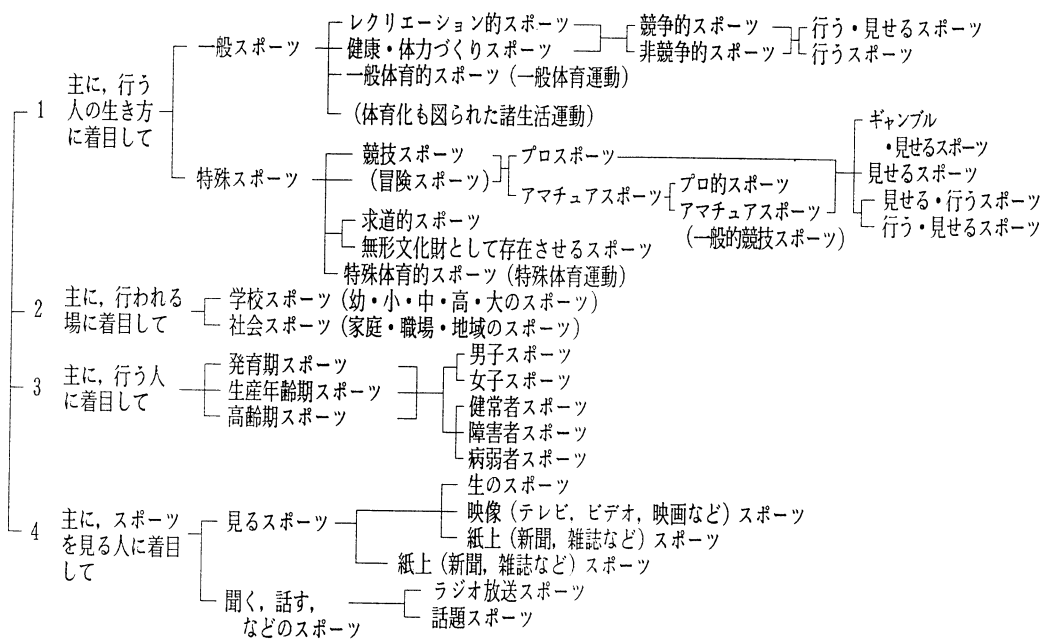 レクリエーション的スポーツ
競争的スポーツ
行う・見せるスポーツ
一般スポーツ
健康・体力づくりスポーツ
非競争的スポーツ
行うスポーツ
一般体育的スポーツ(一般体育運動)
1
主に,行う
人の生き方
に着目して
(体育化も図られた諸生活運動)
ギャンブル
・見せるスポーツ
特殊スポーツ
競技スポーツ
プロスポーツ
見せるスポーツ
(冒険スポーツ)
アマチュアスポーツ
プロ的スポーツ
見せる・行うスポーツ
求道的スポーツ
アマチュアスポーツ
行う・見せるスポーツ
(一般的競技スポーツ)
無形文化財として存在させるスポーツ
特殊体育的スポーツ(特殊体育運動)
2
主に,行われる
場に着目して
学校スポーツ(幼・小・中・高・大のスポーツ)
社会スポーツ(家庭・職場・地域のスポーツ)
3
主に,行う人
に着目して
発育期スポーツ
生産年齢期スポーツ
高齢期スポーツ
男子スポーツ
女子スポーツ
健常者スポーツ
障害者スポーツ
病弱者スポーツ
4
主に,スポーツ
を見る人に着目
して
見るスポーツ
生のスポーツ
映像(テレビ,ビデオ,映画など)スポーツ
紙上(新聞,雑誌など)スポーツ
紙上(新聞,雑誌など)スポーツ
聞く,話す,
などのスポーツ
ラジオ放送スポーツ
話題スポーツ